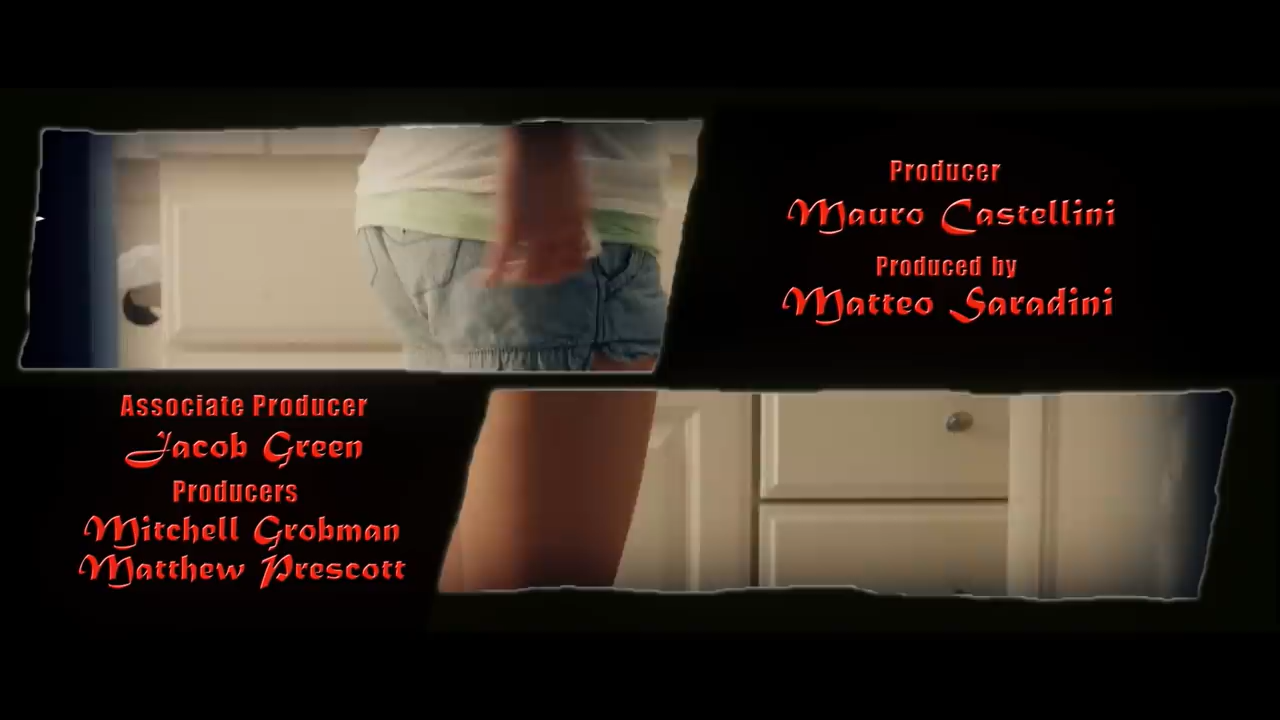 Producer
Mauro Castellini
Produced by
Matteo Saradini
Associate Producer
Jacob Green
Producers
Mitchell Grobman
Matthew Prescott